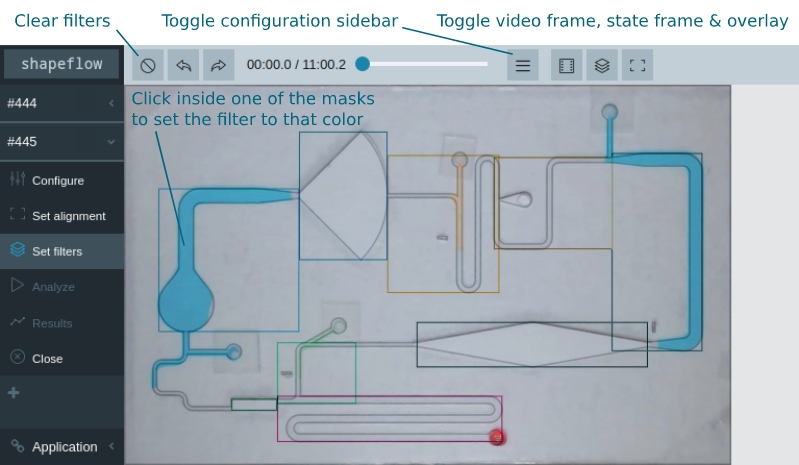 Clear filters
Toggle configuration sidebar
Toggle video frame, state frame & overlay
shapeflow
00:00.0 / 11:00.2
#444
Click inside one of the masks
to set the filter to that color
#445
Configure
Set alignment
Set filters
Analyze
Results
Close
Application